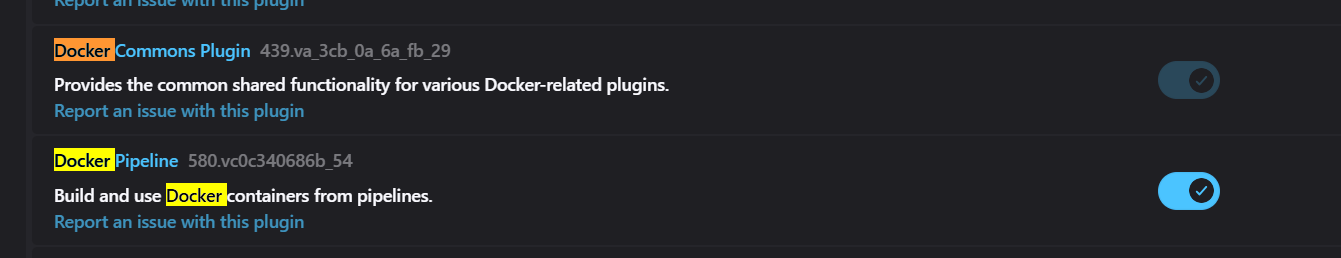 Report an issue with this plugin
Docker Commons Plugin 439.va_3cb_0a_6a_fb_29
Provides the common shared functionality for various Docker-related plugins.
Report an issue with this plugin
Docker Pipeline 580.vc0c340686b_54
Build and use Docker containers from pipelines.
Report an issue with this plugin